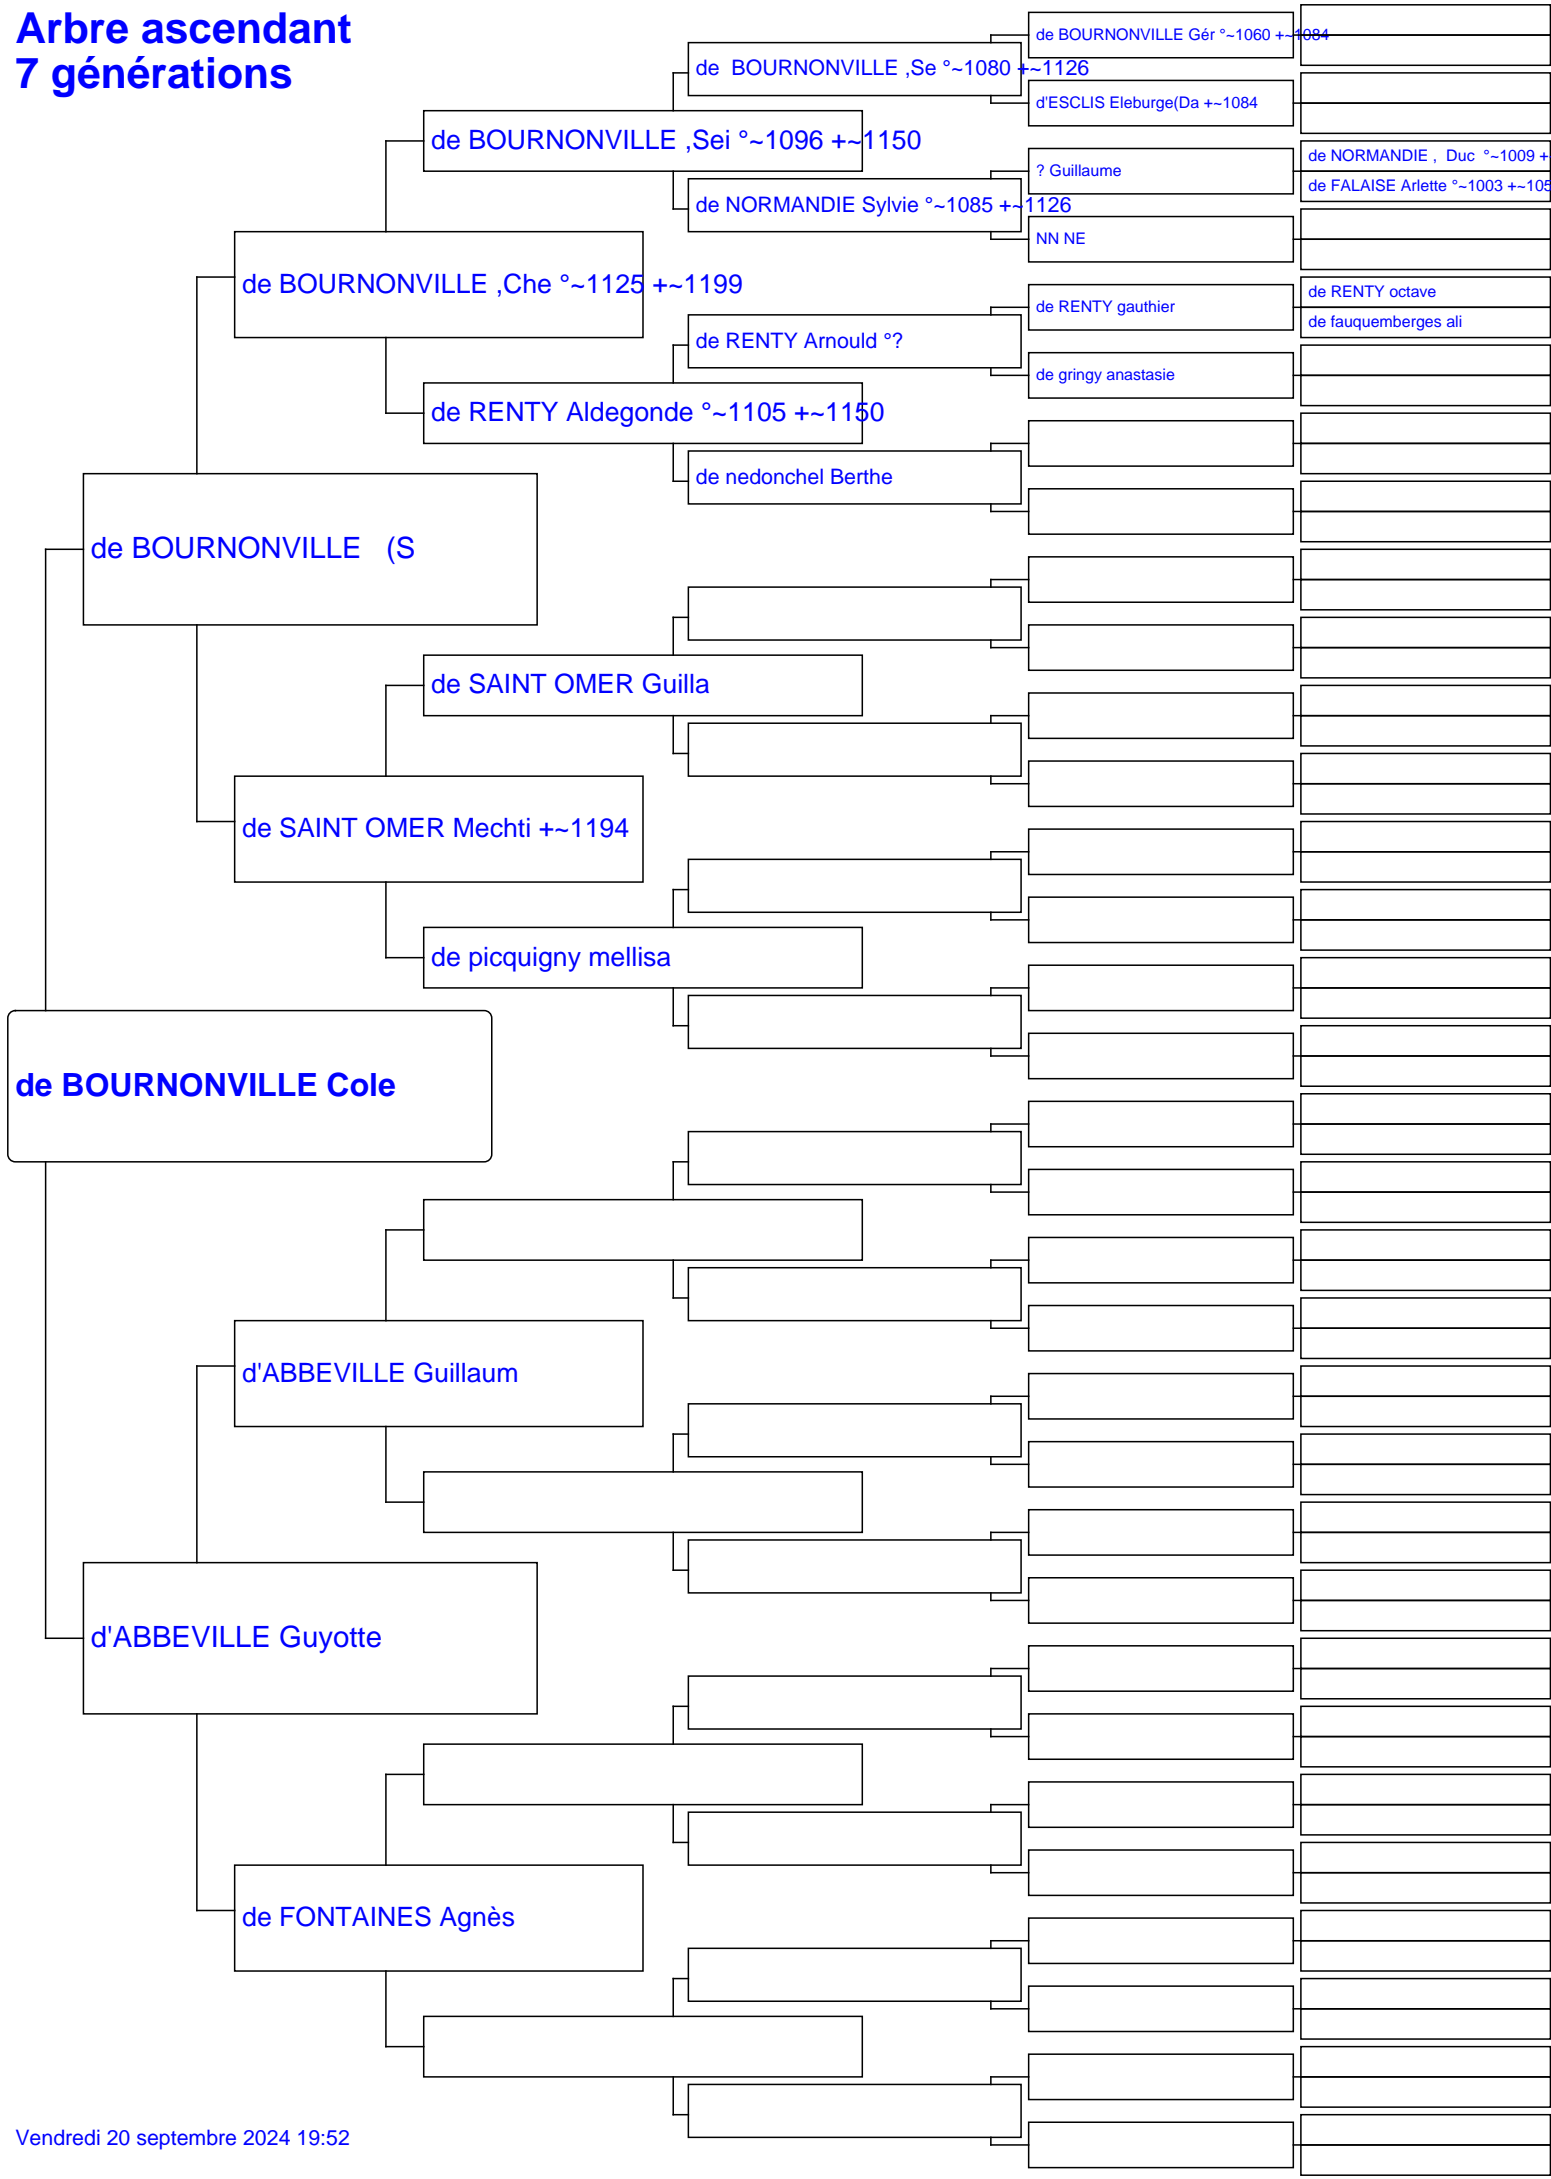 Arbre ascendant
7 générations
de BOURNONVILLE Gér °~1060 +~1084
de  BOURNONVILLE ,Se °~1080 +~1126
d'ESCLIS Eleburge(Da +~1084
de BOURNONVILLE ,Sei °~1096 +~1150
de NORMANDIE ,  Duc  °~1009 +
? Guillaume
de FALAISE Arlette °~1003 +~105
de NORMANDIE Sylvie °~1085 +~1126
NN NE
de BOURNONVILLE ,Che °~1125 +~1199
de RENTY octave
de RENTY gauthier
de fauquemberges ali
de RENTY Arnould °?
de gringy anastasie
de RENTY Aldegonde °~1105 +~1150
de nedonchel Berthe
de BOURNONVILLE   (S
de SAINT OMER Guilla
de SAINT OMER Mechti +~1194
de picquigny mellisa
de BOURNONVILLE Cole
d'ABBEVILLE Guillaum
d'ABBEVILLE Guyotte
de FONTAINES Agnès
Vendredi 20 septembre 2024 19:52